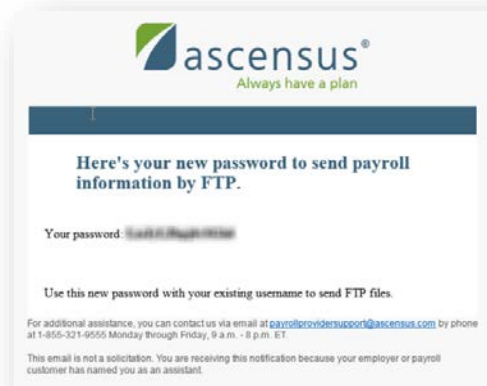 ascensus®
Always have a plan
Here's your new password to send payroll
information by FTP.
Your password:
Use this new password with your existing username to send FTP files.
For additional assistance, you can contact us via email at payrollprovidersupport@ascensus.com by phone
at 1-855-321-9555 Monday through Friday, 9 a.m. - 8 p.m. ET.
This email is not a solicitation. You are receiving this notification because your employer or payroll
customer has named you as an assistant.